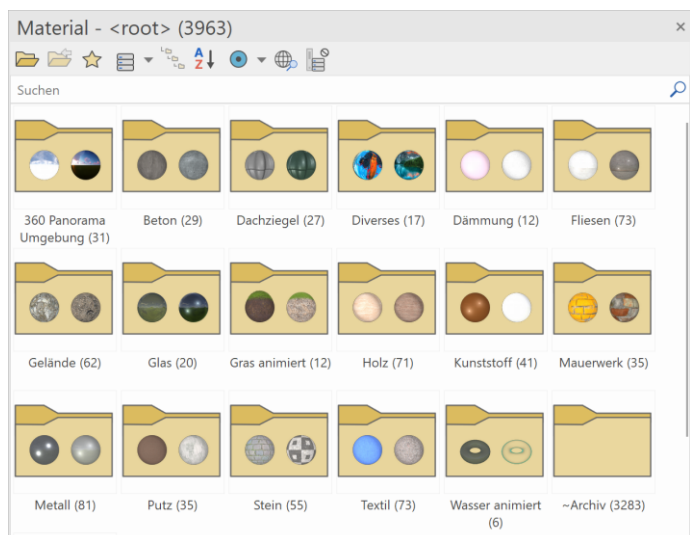 Material - <root> (3963)
Suchen
360 Panorama
Umgebung (31)
Beton (29)
Dachziegel (27)
Diverses (17)
Dämmung (12)
Fliesen (73)
Gelände (62)
Glas (20)
Gras animiert (12)
Holz (71)
Kunststoff (41)
Mauerwerk (35)
Metall (81)
Putz (35)
Stein (55)
Textil (73)
Wasser animiert
(6)
~Archiv (3283)